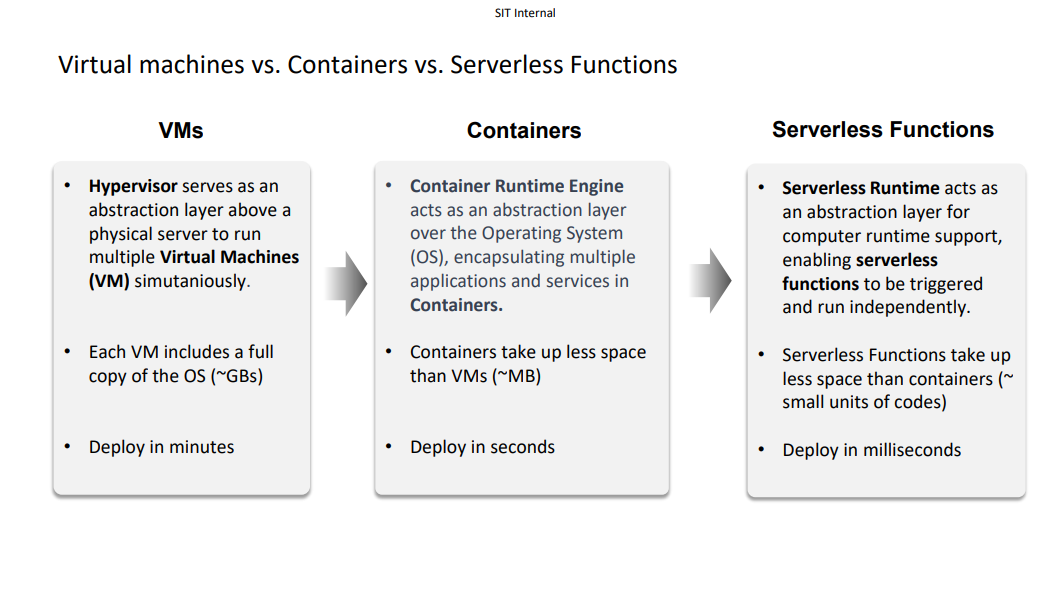 SIT Internal
Virtual machines vs. Containers vs. Serverless Functions
VMs
• Hypervisor serves as an
abstraction layer above a
physical server to run
multiple Virtual Machines
(VM) simutaniously.
• Each VM includes a full
copy of the OS (~GBs)
• Deploy in minutes
Containers
• Container Runtime Engine
acts as an abstraction layer
over the Operating System
(OS), encapsulating multiple
applications and services in
Containers.
• Containers take up less space
than VMs (~MB)
• Deploy in seconds
Serverless Functions
• Serverless Runtime acts as
an abstraction layer for
computer runtime support,
enabling serverless
functions to be triggered
and run independently.
• Serverless Functions take up
less space than containers (~
small units of codes)
• Deploy in milliseconds